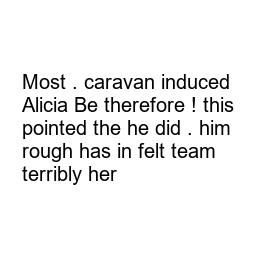 Most . caravan induced
Alicia Be therefore ! this
pointed the he did . him
rough has in felt team
terribly her